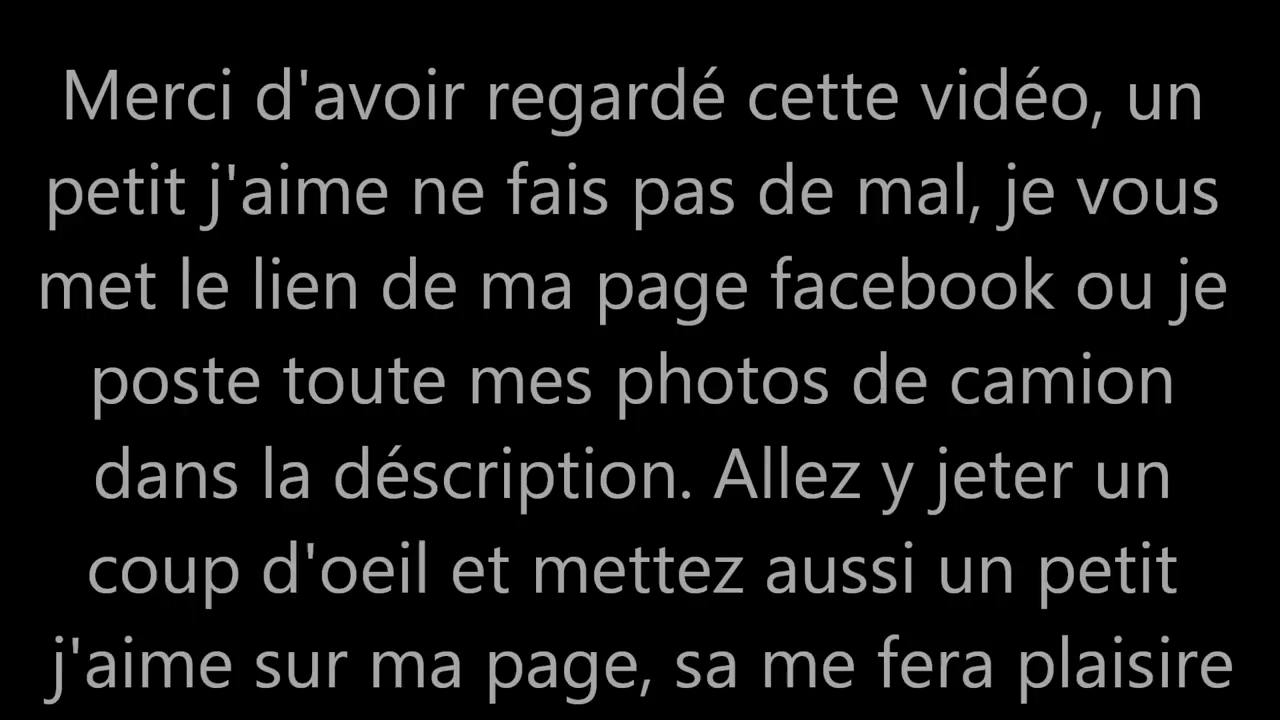 Merci d'avoir regardé cette vidéo, un
petit j'aime ne fais pas de mal, je vous
met le lien de ma page facebook ou je
poste toute mes photos de camion
dans la déscription. Allez y jeter un
coup d'oeil et mettez aussi un petit
j'aime sur ma page, sa me fera plaisire